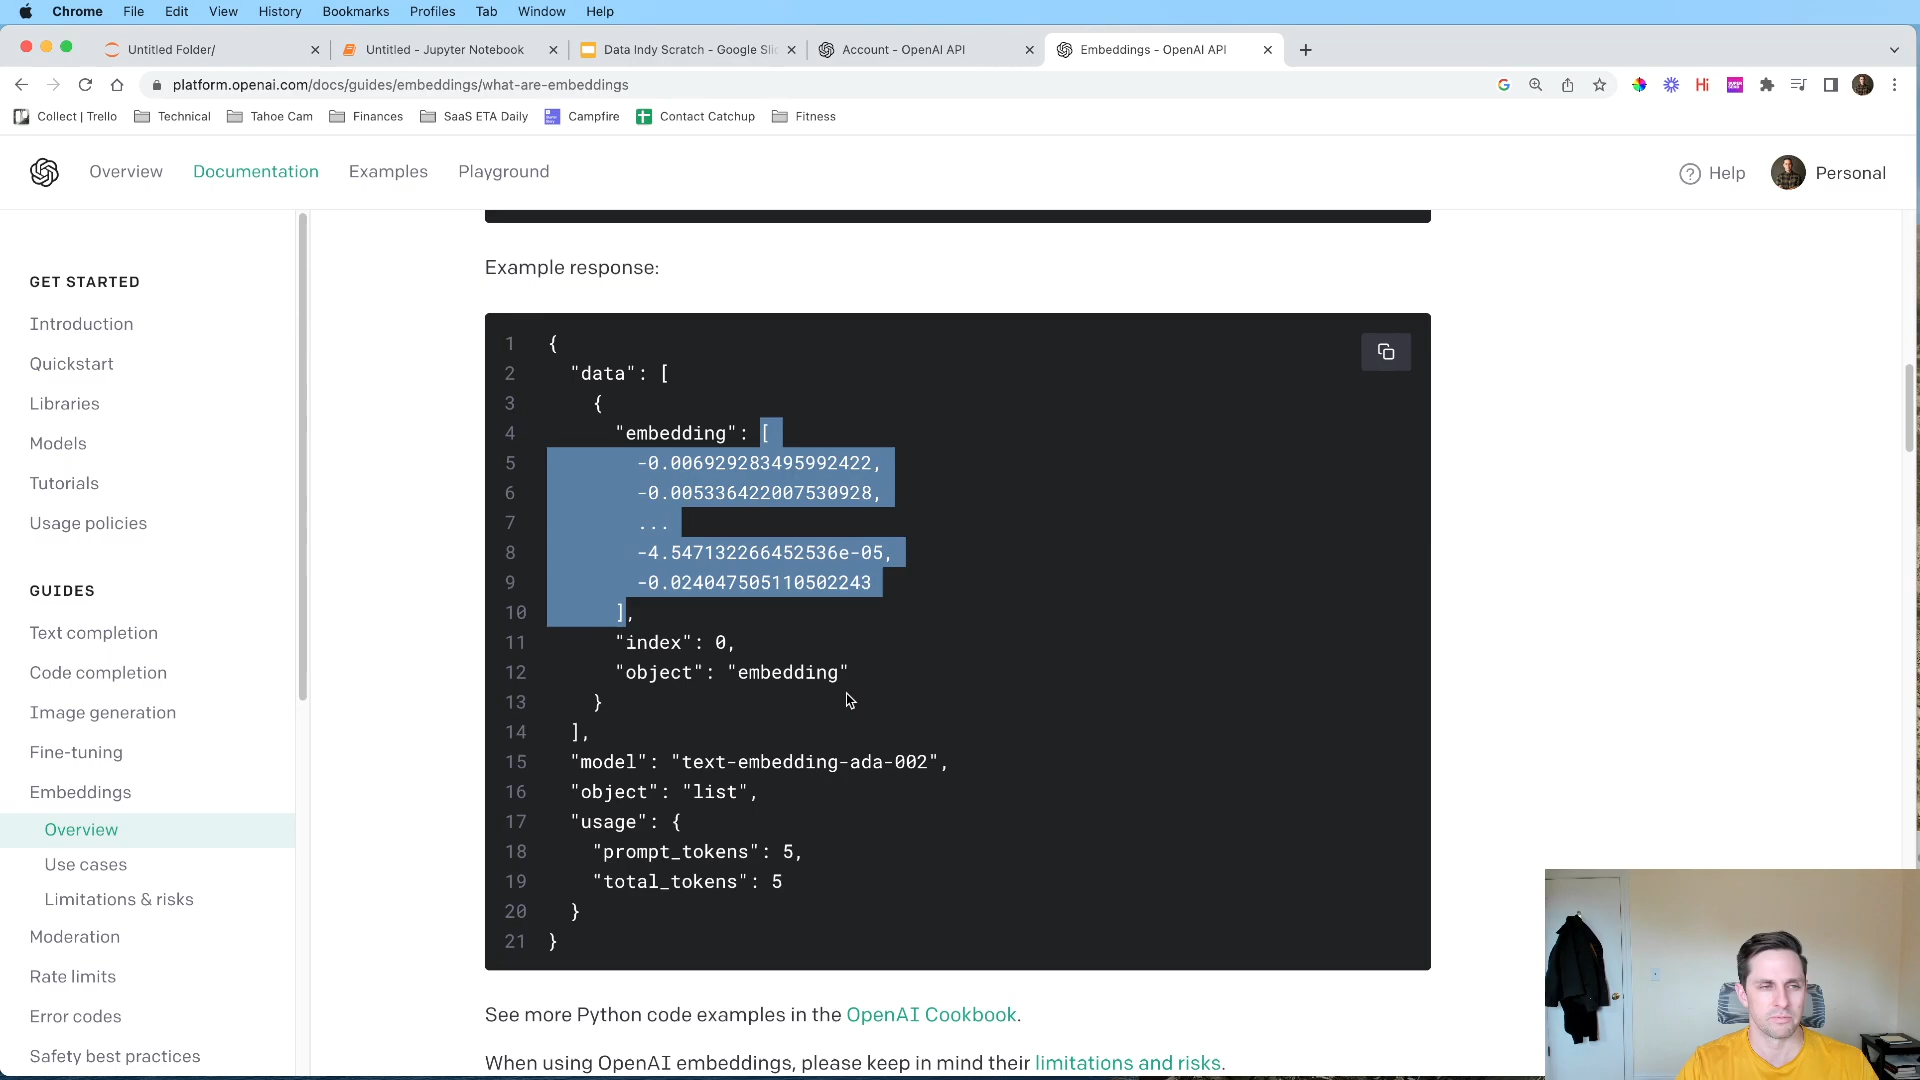 Chrome File Edit View History Bookmarks Profiles Tab Window Help
Untitled Folder/
Untitled - Jupyter Notebook
Data Indy Scratch - Google Slic
Account - OpenAI API
Embeddings - OpenAI API
platform.openai.com/docs/guides/embeddings/what-are-embeddings
Collect | Trello Technical Tahoe Cam Finances SaaS ETA Daily Campfire Contact Catchup Fitness
Overview Documentation Examples Playground
Help Personal
GET STARTED
Introduction
Quickstart
Libraries
Models
Tutorials
Usage policies
GUIDES
Text completion
Code completion
Image generation
Fine-tuning
Embeddings
Overview
Use cases
Limitations & risks
Moderation
Rate limits
Error codes
Safety best practices
Example response:
1 {
2 "data": [
3 {
4 "embedding": [
5 -0.006929283495992422,
6 -0.005336422007530928,
7 ...
8 -4.547132266452536e-05,
9 -0.024047505110502243
10 ],
11 "index": 0,
12 "object": "embedding"
13 }
14 ],
15 "model": "text-embedding-ada-002",
16 "object": "list",
17 "usage": {
18 "prompt_tokens": 5,
19 "total_tokens": 5
20 }
21 }
See more Python code examples in the OpenAI Cookbook.
When using OpenAI embeddings, please keep in mind their limitations and risks.